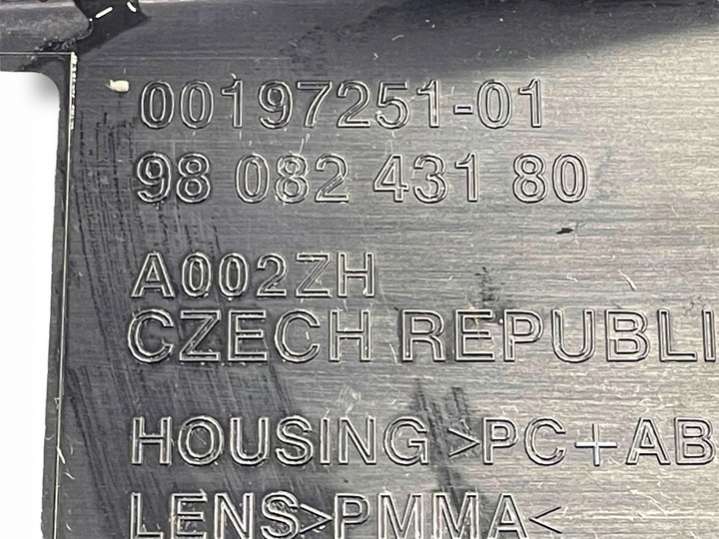 00197251-01
98 082 431 80
A002ZH
CZECH REPUBLI
HOUSING >PC+AB
LENS>PMMA<